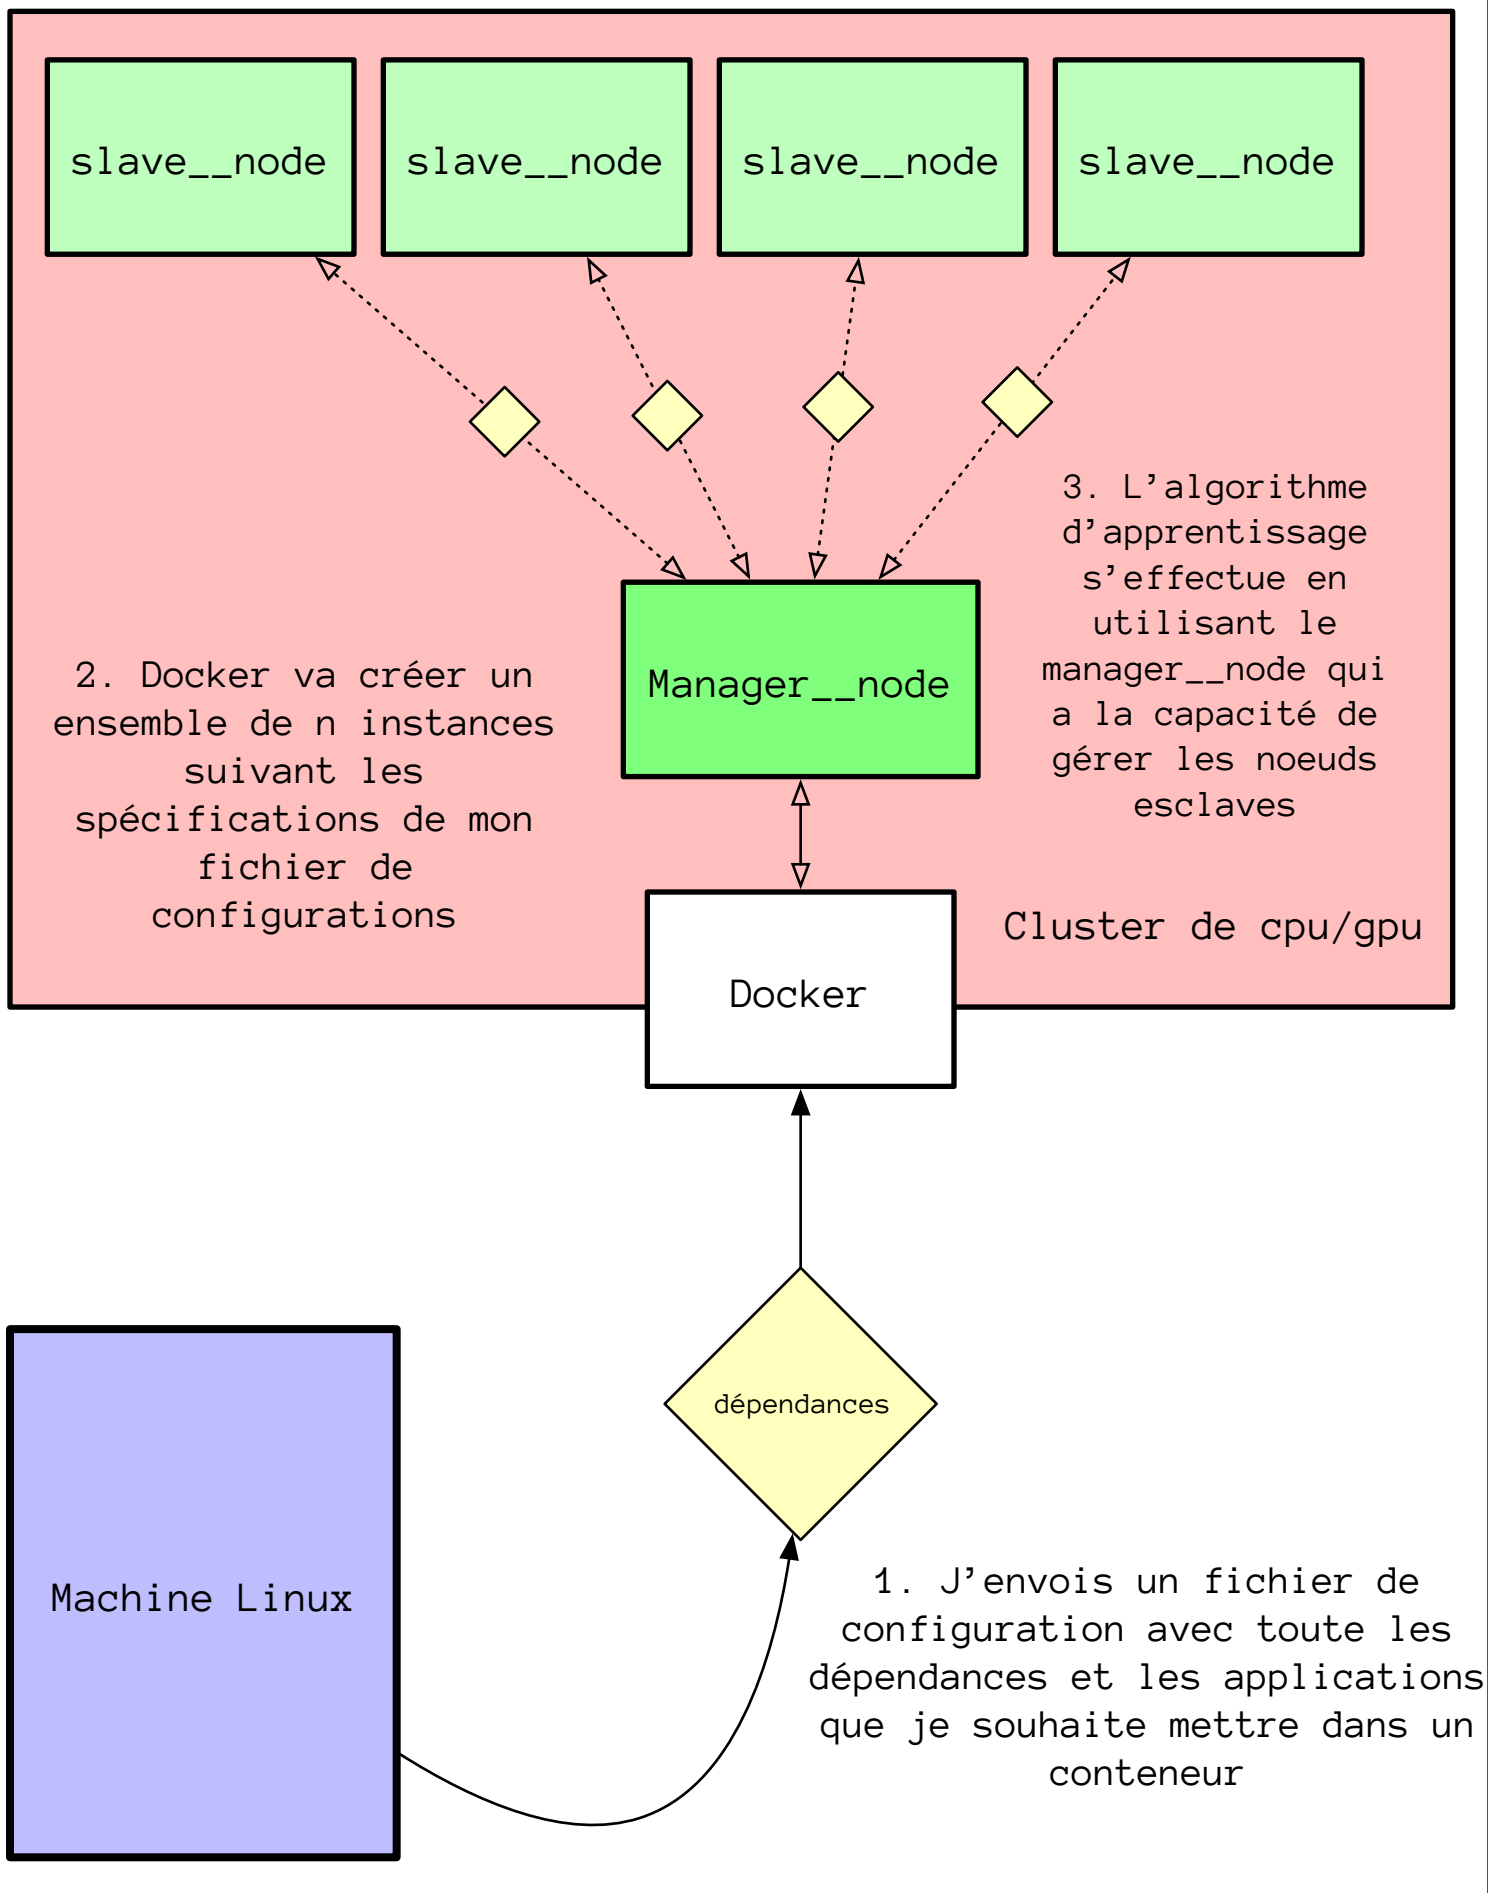 slave__node
slave__node
slave__node
slave__node
3. L’algorithme
d’apprentissage
s’effectue en
utilisant le
manager__node qui
a la capacité de
gérer les noeuds
esclaves
Manager__node
2. Docker va créer un
ensemble de n instances
suivant les
spécifications de mon
fichier de
configurations
Cluster de cpu/gpu
Docker
dépendances
Machine Linux
1. J’envois un fichier de
configuration avec toute les
dépendances et les applications
que je souhaite mettre dans un
conteneur